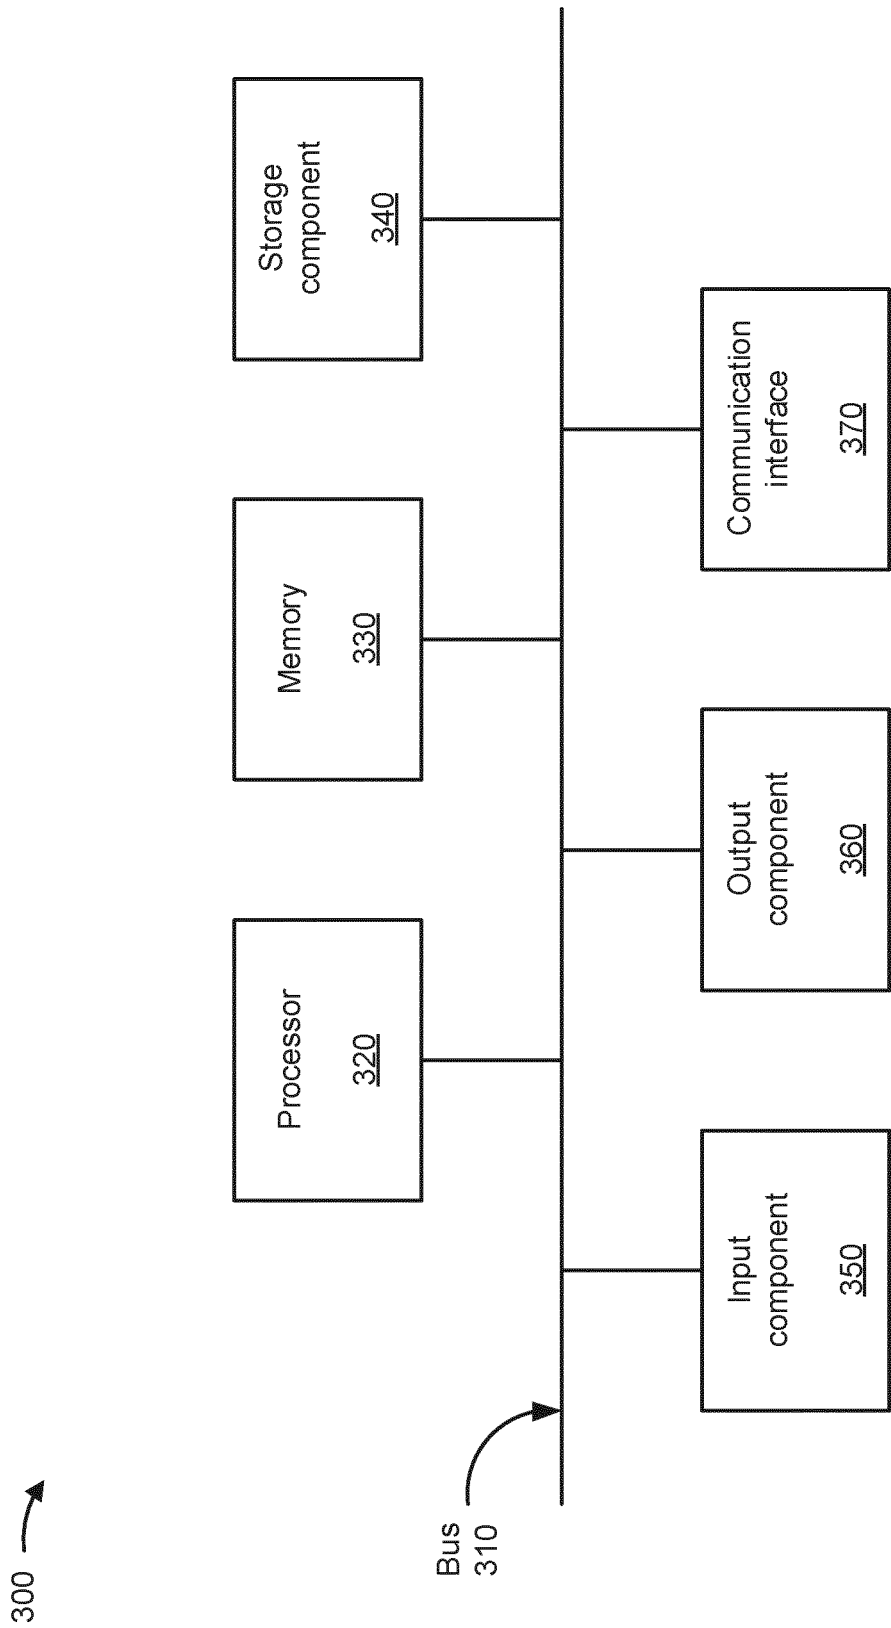 300
Processor
320
Memory
330
Storage
component
340
Bus
310
Input
component
350
Output
component
360
Communication
interface
370